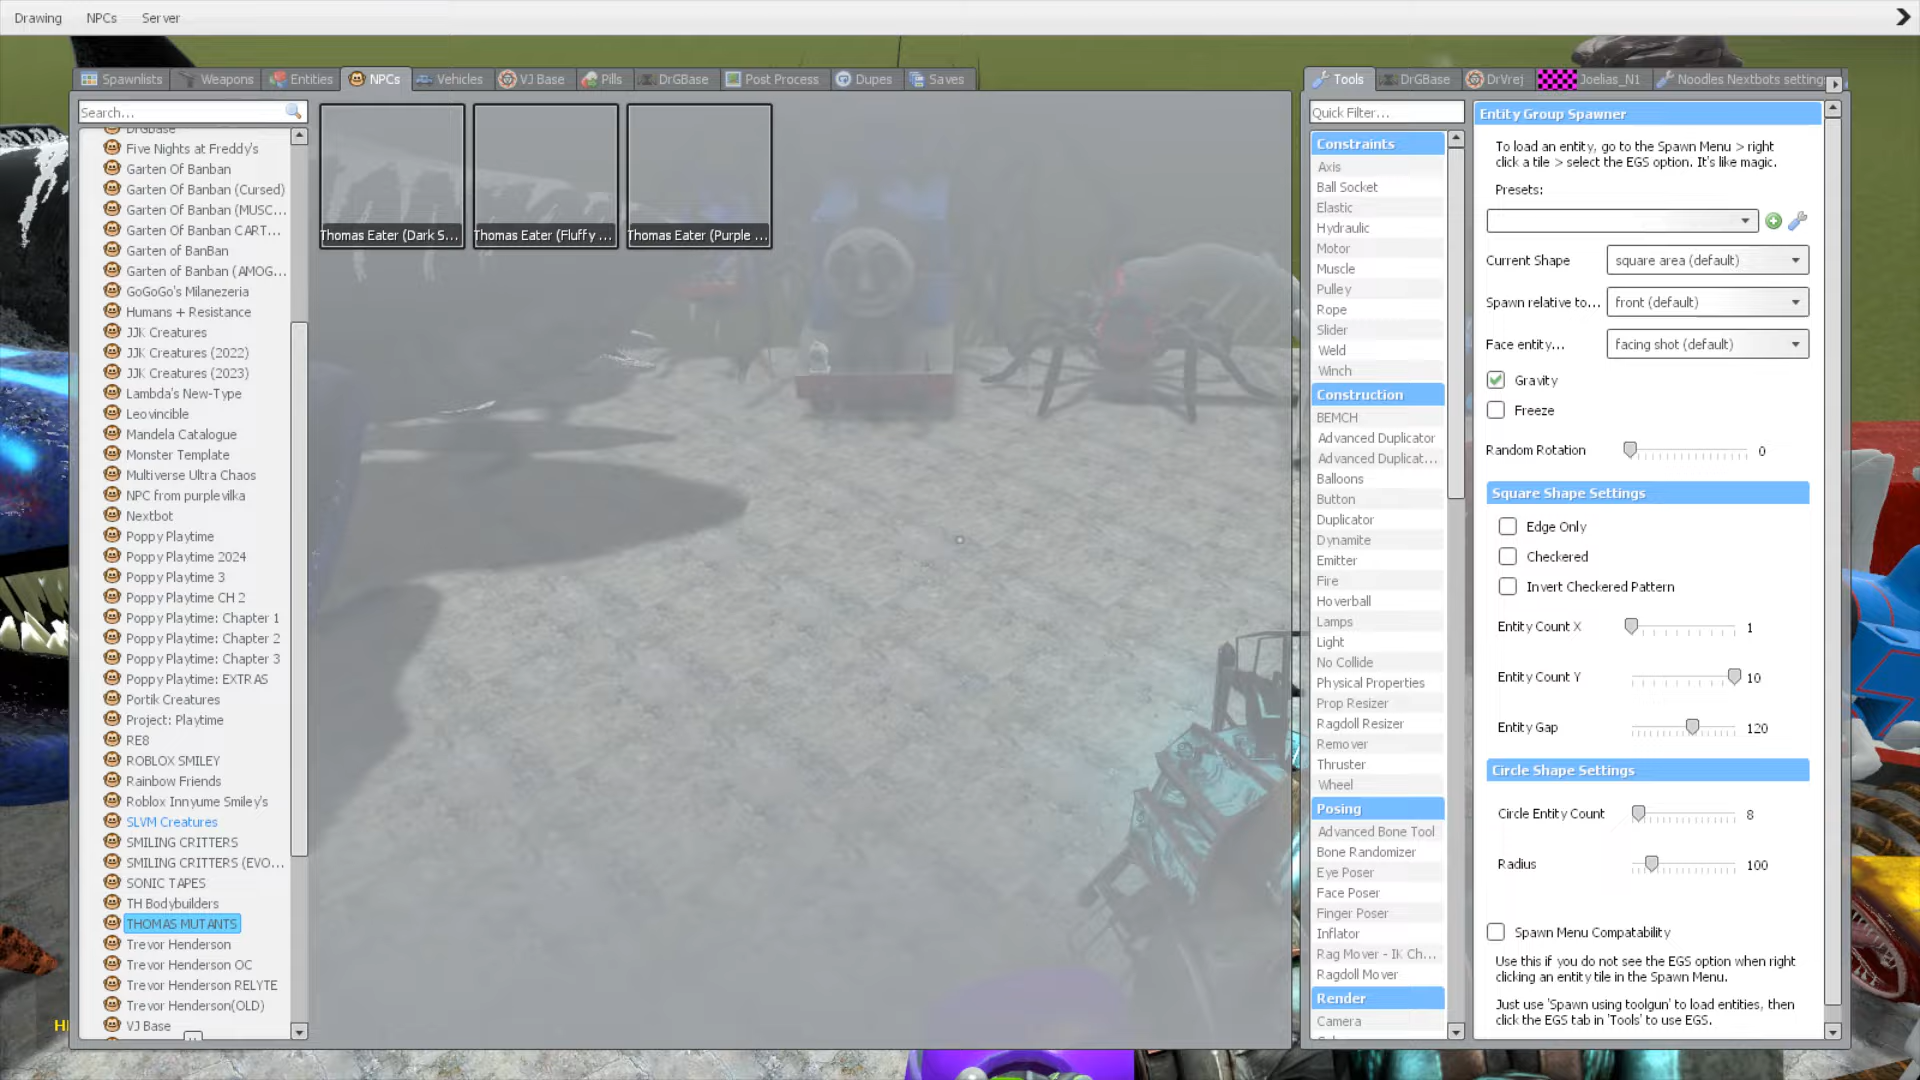 Drawing NPCs Server
Spawnlists Weapons Entities NPCs Vehicles VJ Base Pills DrGBase Post Process Dupes Saves
Search...
DrGBase
Five Nights at Freddy's
Garten Of Banban
Garten Of Banban (Cursed)
Garten Of Banban (MUSC...
Garten Of Banban CART...
Garten of BanBan
Garten of Banban (AMOG...
GoGoGo's Milanezeria
Humans + Resistance
JJK Creatures
JJK Creatures (2022)
JJK Creatures (2023)
Lambda's New-Type
Leovincible
Mandela Catalogue
Monster Template
Multiverse Ultra Chaos
NPC from purplevilka
Nextbot
Poppy Playtime
Poppy Playtime 2024
Poppy Playtime 3
Poppy Playtime CH 2
Poppy Playtime: Chapter 1
Poppy Playtime: Chapter 2
Poppy Playtime: Chapter 3
Poppy Playtime: EXTRAS
Portik Creatures
Project: Playtime
RE8
ROBLOX SMILEY
Rainbow Friends
Roblox Innyume Smiley's
SLVM Creatures
SMILING CRITTERS
SMILING CRITTERS (EVO...
SONIC TAPES
TH Bodybuilders
THOMAS MUTANTS
Trevor Henderson
Trevor Henderson OC
Trevor Henderson RELYTE
Trevor Henderson(OLD)
VJ Base
Thomas Eater (Dark S...
Thomas Eater (Fluffy ...
Thomas Eater (Purple ...
Tools DrGBase DrVrej Joelias_N1 Noodles Nextbots settings
Quick Filter...
Constraints
Axis
Ball Socket
Elastic
Hydraulic
Motor
Muscle
Pulley
Rope
Slider
Weld
Winch
Construction
BEMCH
Advanced Duplicator
Advanced Duplicat...
Balloons
Button
Duplicator
Dynamite
Emitter
Fire
Hoverball
Lamps
Light
No Collide
Physical Properties
Prop Resizer
Ragdoll Resizer
Remover
Thruster
Wheel
Posing
Advanced Bone Tool
Bone Randomizer
Eye Poser
Face Poser
Finger Poser
Inflator
Rag Mover - IK Ch...
Ragdoll Mover
Render
Camera
Entity Group Spawner
To load an entity, go to the Spawn Menu > right
click a tile > select the EGS option. It's like magic.
Presets:
Current Shape square area (default)
Spawn relative to... front (default)
Face entity... facing shot (default)
Gravity
Freeze
Random Rotation 0
Square Shape Settings
Edge Only
Checkered
Invert Checkered Pattern
Entity Count X 1
Entity Count Y 10
Entity Gap 120
Circle Shape Settings
Circle Entity Count 8
Radius 100
Spawn Menu Compatability
Use this if you do not see the EGS option when right
clicking an entity tile in the Spawn Menu.
Just use 'Spawn using toolgun' to load entities, then
click the EGS tab in 'Tools' to use EGS.